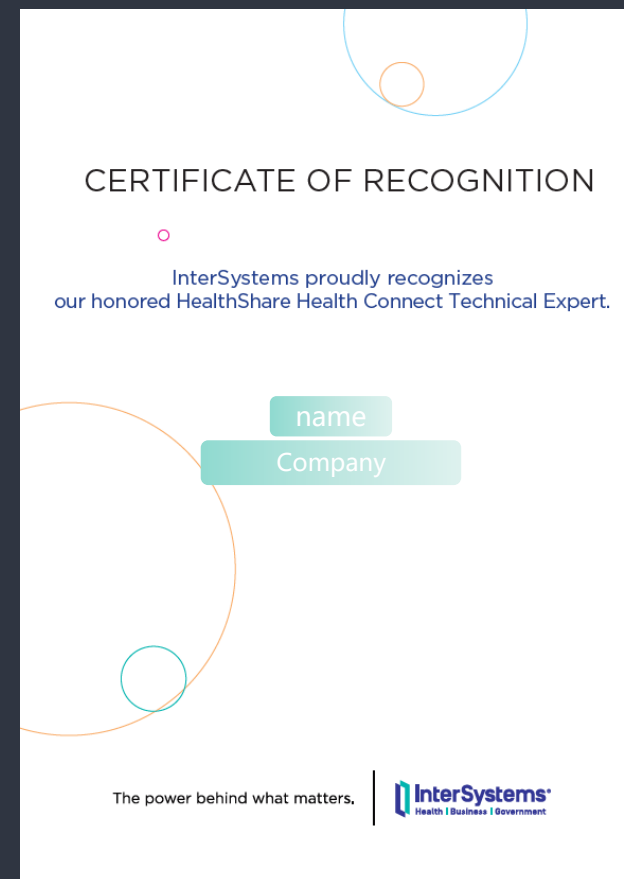 CERTIFICATE OF RECOGNITION
InterSystems proudly recognizes
our honored HealthShare Health Connect Technical Expert.
name
Company
The power behind what matters.
InterSystems®
Health | Business | Government